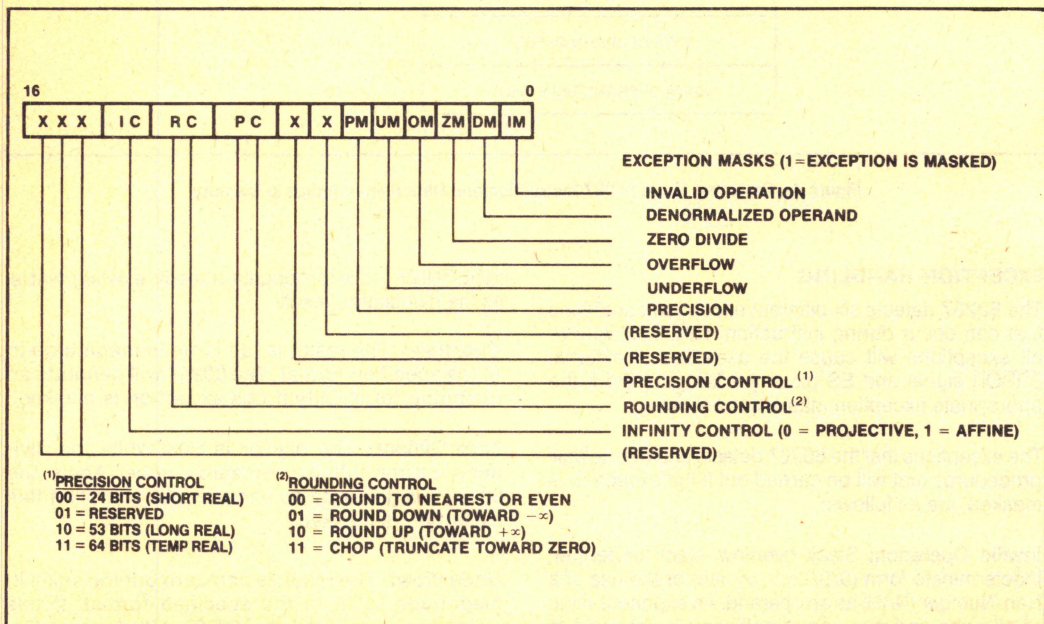 16 0
X X X IC RC PC X X PM UM OM ZM DM IM
EXCEPTION MASKS (1=EXCEPTION IS MASKED)
INVALID OPERATION
DENORMALIZED OPERAND
ZERO DIVIDE
OVERFLOW
UNDERFLOW
PRECISION
(RESERVED)
(RESERVED)
PRECISION CONTROL (1)
ROUNDING CONTROL (2)
INFINITY CONTROL (0 = PROJECTIVE, 1 = AFFINE)
(RESERVED)
(1) PRECISION CONTROL
00 = 24 BITS (SHORT REAL)
01 = RESERVED
10 = 53 BITS (LONG REAL)
11 = 64 BITS (TEMP REAL)
(2) ROUNDING CONTROL
00 = ROUND TO NEAREST OR EVEN
01 = ROUND DOWN (TOWARD −∞)
10 = ROUND UP (TOWARD +∞)
11 = CHOP (TRUNCATE TOWARD ZERO)